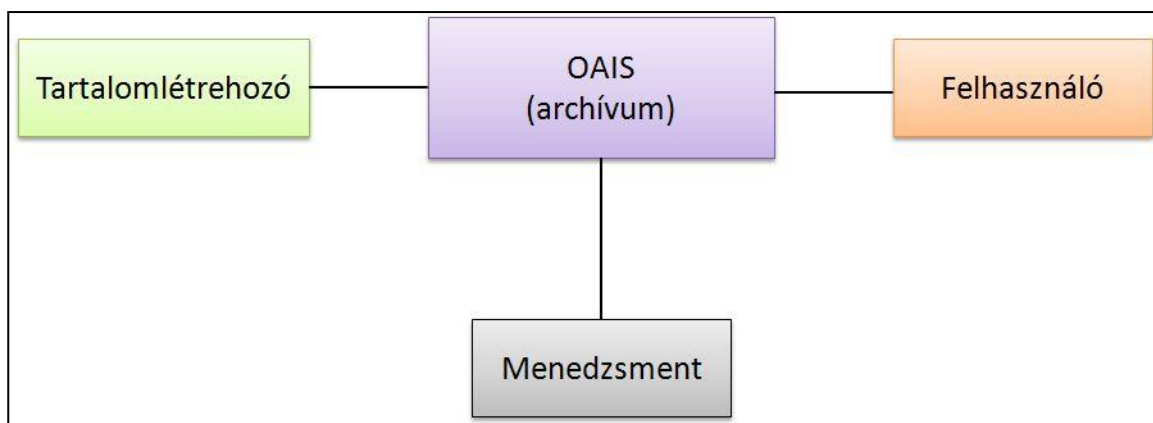 Tartalomlétrehozó
OAIS
(archívum)
Felhasználó
Menedzsment